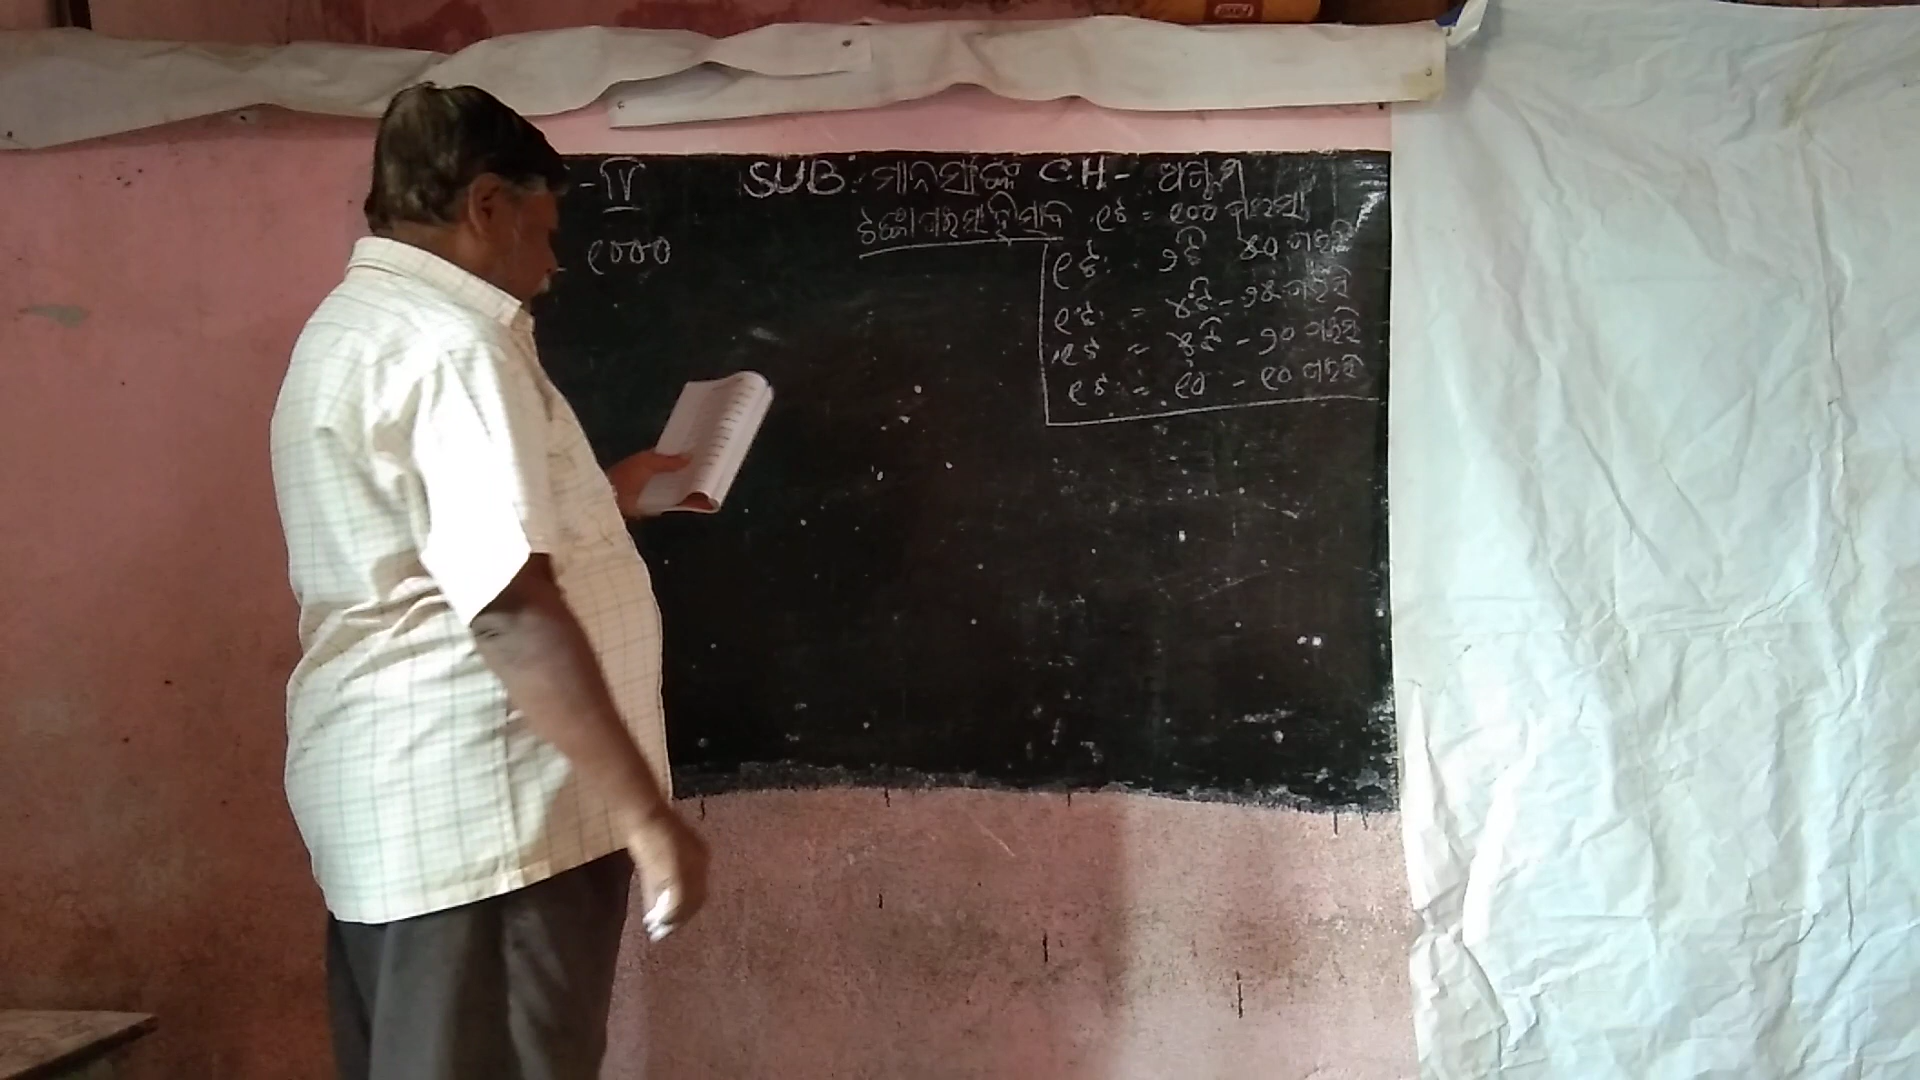 - IV SUB: ମାନସାଙ୍କ CH-
ଟଙ୍କା ପଇସା ହିସାବ ୧ଟ = ୧୦୦ ପଇସା
୧୦୦୦
୧ଟ = ୨ଟି ୫୦ ପଇସି
୧ଟ = ୪ଟି - ୨୫ ପଇସି
୧ଟ = ୫ଟି - ୨୦ ପଇସି
୧ଟ = ୧୦ - ୧୦ ପଇସି